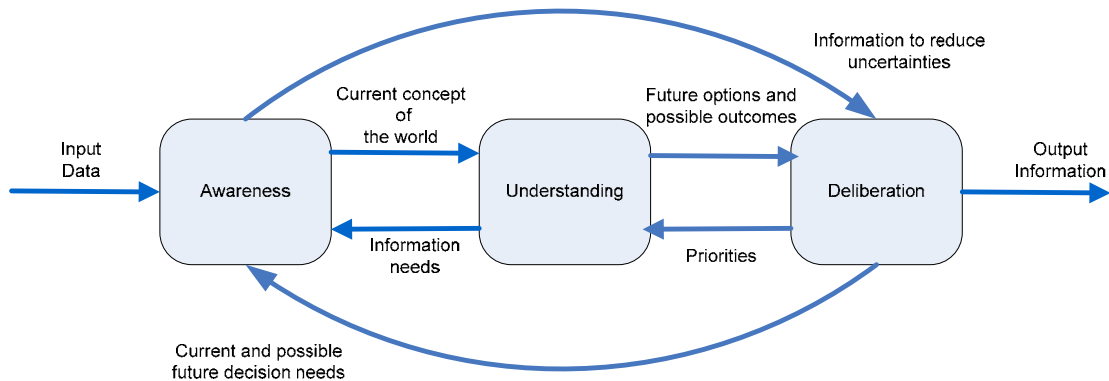 Information to reduce
uncertainties
Current concept
of
the world
Future options and
possible outcomes
Input
Data
Output
Information
Awareness
Understanding
Deliberation
Information
needs
Priorities
Current and possible
future decision needs